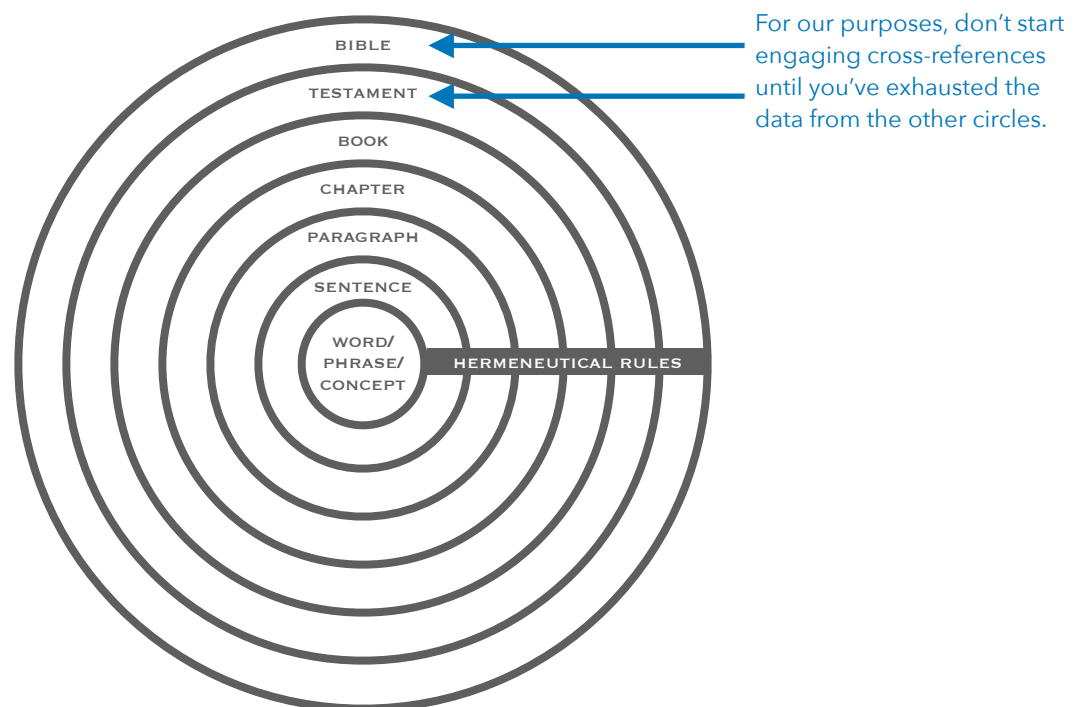 BIBLE
For our purposes, don’t start
engaging cross-references
until you’ve exhausted the
data from the other circles.
TESTAMENT
BOOK
CHAPTER
PARAGRAPH
SENTENCE
WORD/
PHRASE/
CONCEPT
HERMENEUTICAL RULES